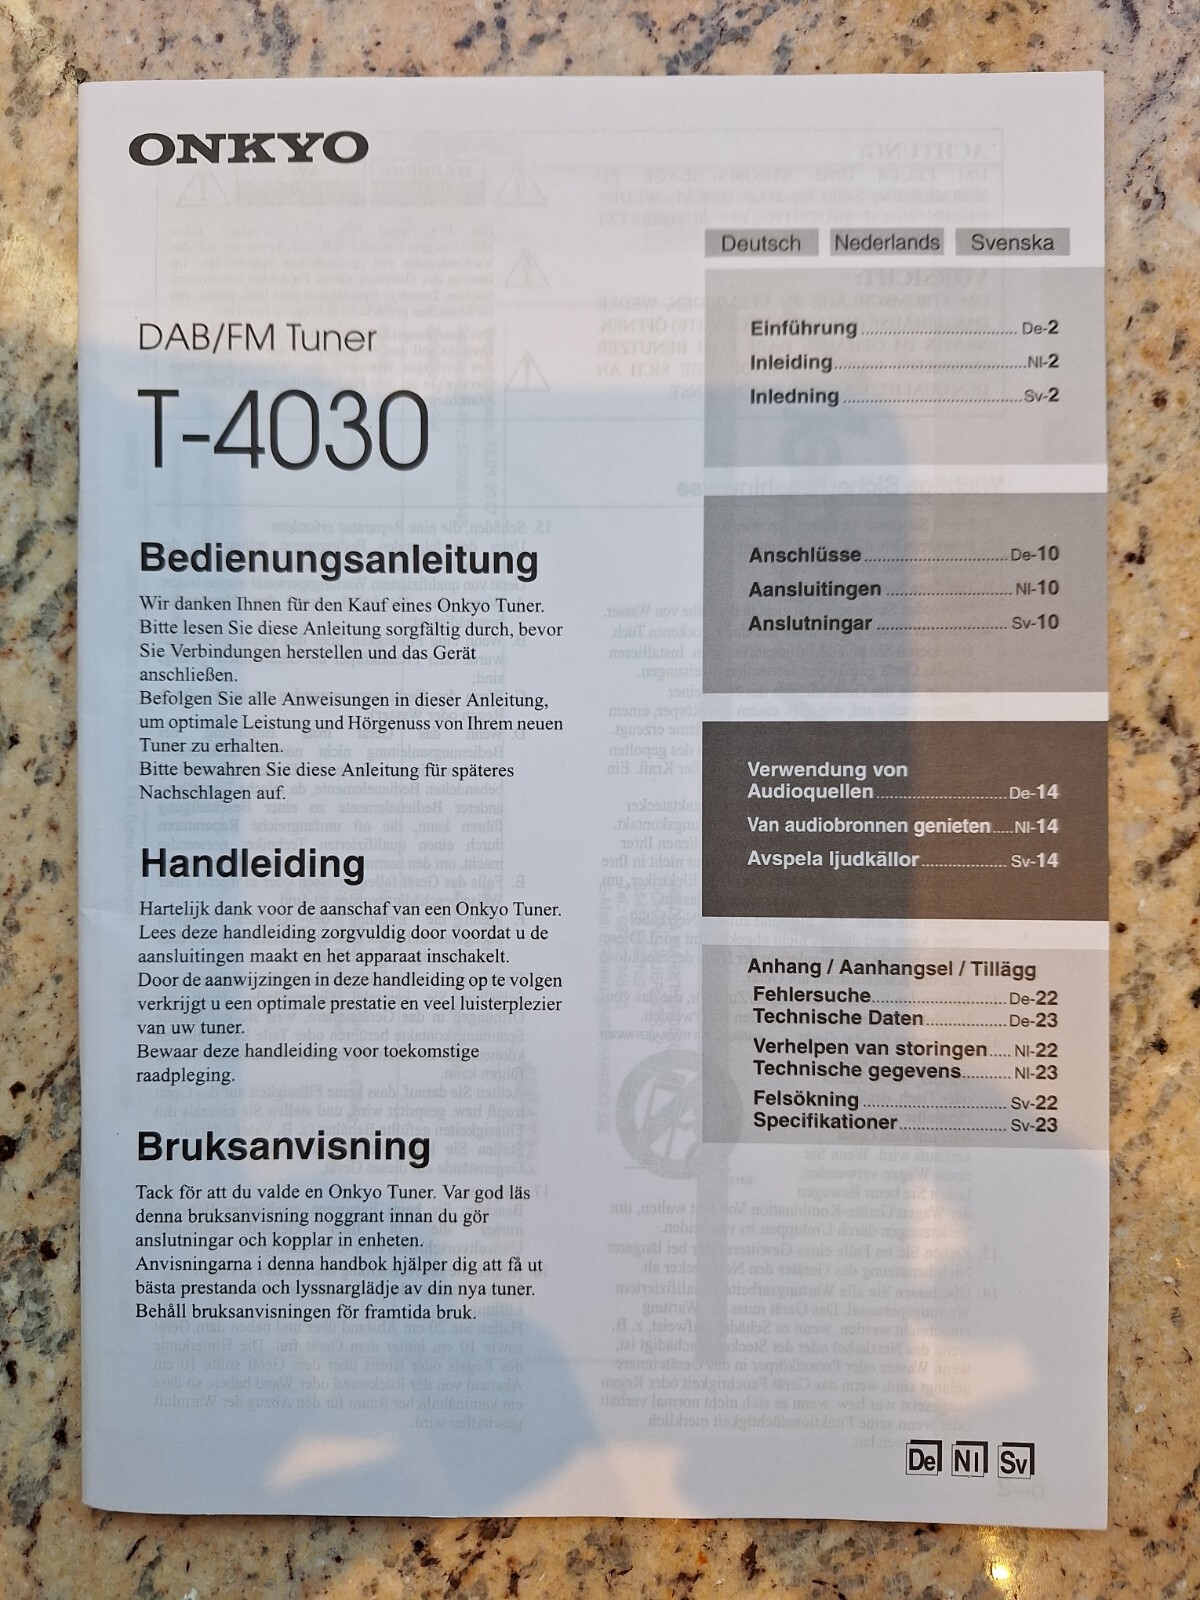 ONKYO
DAB/FM Tuner
T-4030
Bedienungsanleitung
Wir danken Ihnen für den Kauf eines Onkyo Tuner.
Bitte lesen Sie diese Anleitung sorgfältig durch, bevor
Sie Verbindungen herstellen und das Gerät
anschließen.
Befolgen Sie alle Anweisungen in dieser Anleitung,
um optimale Leistung und Hörgenuss von Ihrem neuen
Tuner zu erhalten.
Bitte bewahren Sie diese Anleitung für späteres
Nachschlagen auf.
Handleiding
Hartelijk dank voor de aanschaf van een Onkyo Tuner.
Lees deze handleiding zorgvuldig door voordat u de
aansluitingen maakt en het apparaat inschakelt.
Door de aanwijzingen in deze handleiding op te volgen
verkrijgt u een optimale prestatie en veel luisterplezier
van uw tuner.
Bewaar deze handleiding voor toekomstige
raadpleging.
Bruksanvisning
Tack för att du valde en Onkyo Tuner. Var god läs
denna bruksanvisning noggrant innan du gör
anslutningar och kopplar in enheten.
Anvisningarna i denna handbok hjälper dig att få ut
bästa prestanda och lyssnarglädje av din nya tuner.
Behåll bruksanvisningen för framtida bruk.
Deutsch Nederlands Svenska
Einführung ................................ De-2
Inleiding ..................................... Nl-2
Inledning ................................... Sv-2
Anschlüsse ............................ De-10
Aansluitingen ......................... Nl-10
Anslutningar .......................... Sv-10
Verwendung von
Audioquellen .......................... De-14
Van audiobronnen genieten .... Nl-14
Avspela ljudkällor ................. Sv-14
Anhang / Aanhangsel / Tillägg
Fehlersuche ........................... De-22
Technische Daten ................ De-23
Verhelpen van storingen ..... Nl-22
Technische gegevens .......... Nl-23
Felsökning ............................ Sv-22
Specifikationer ..................... Sv-23
De Nl Sv